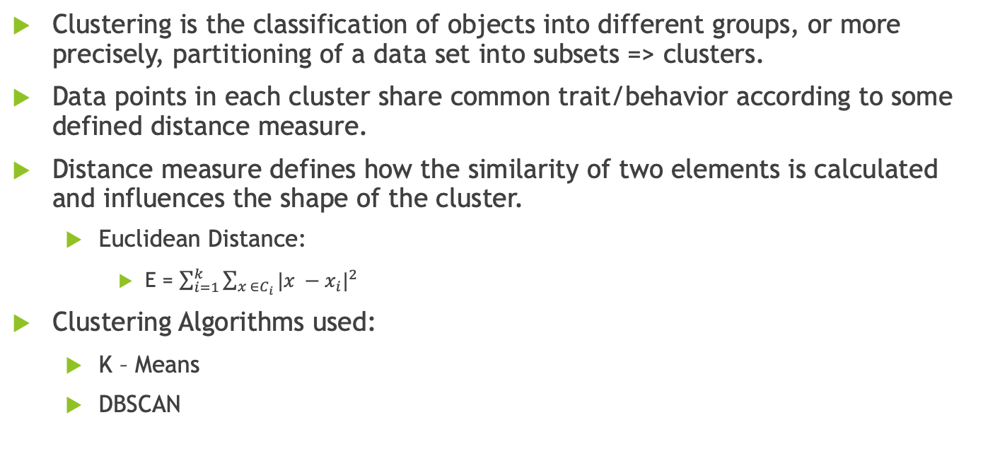 Clustering is the classification of objects into different groups, or more
precisely, partitioning of a data set into subsets => clusters.
Data points in each cluster share common trait/behavior according to some
defined distance measure.
Distance measure defines how the similarity of two elements is calculated
and influences the shape of the cluster.
Euclidean Distance:
E = $\sum_{i=1}^{k} \sum_{x \in C_i} |x - x_i|^2$
Clustering Algorithms used:
K – Means
DBSCAN